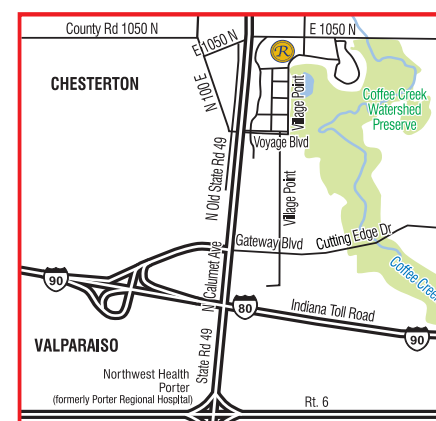 County Rd 1050 N
E 1050 N
E 1050 N
R
CHESTERTON
N 100 E
Village Point
Coffee Creek
Watershed
Preserve
Voyage Blvd
N Old State Rd 49
Village Point
Gateway Blvd
Cutting Edge Dr
Coffee Creek
N Calumet Ave
90
80
Indiana Toll Road
90
VALPARAISO
State Rd 49
Northwest Health
Porter
(formerly Porter Regional Hospital)
Rt. 6